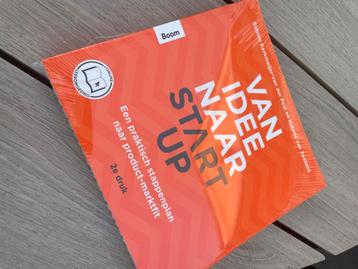 Boom
VAN
IDEE
NAAR
START
UP
Een praktisch stappenplan
naar product-marktfit
2e druk